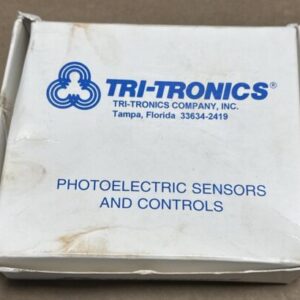 TRI-TRONICS®
TRI-TRONICS COMPANY, INC.
Tampa, Florida 33634-2419
PHOTOELECTRIC SENSORS
AND CONTROLS